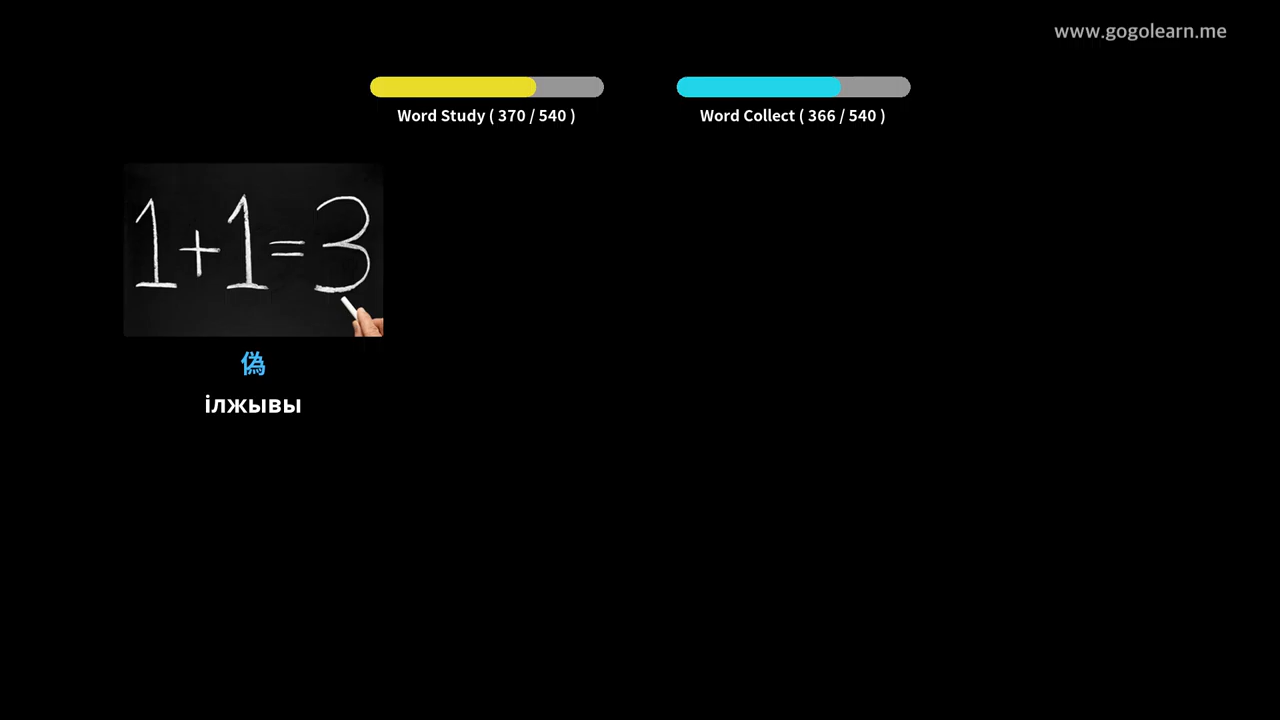 www.gogolearn.me
Word Study ( 370 / 540 )
Word Collect ( 366 / 540 )
1+1=3
偽
ілжывы